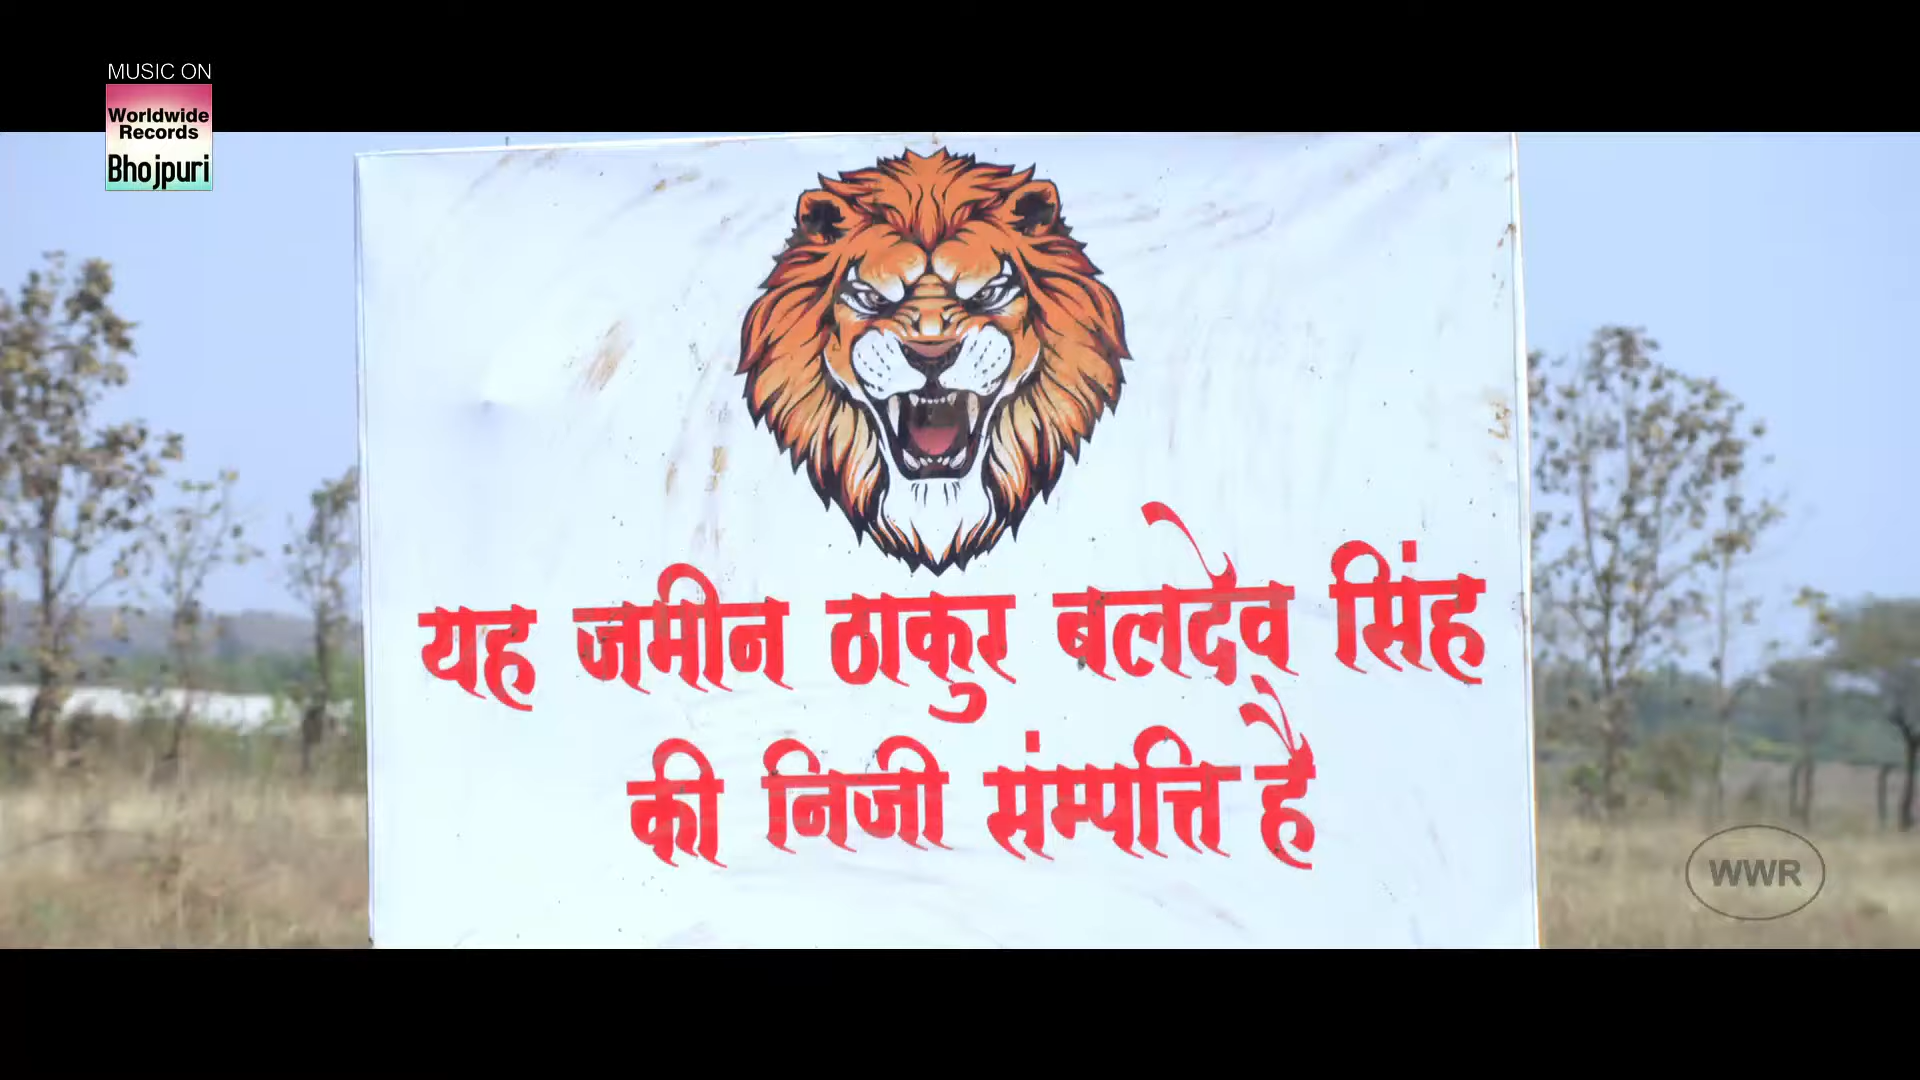 MUSIC ON
Worldwide
Records
Bhojpuri
यह जमीन ठाकुर बलदेव सिंह
की निजी संम्पत्ति है
WWR